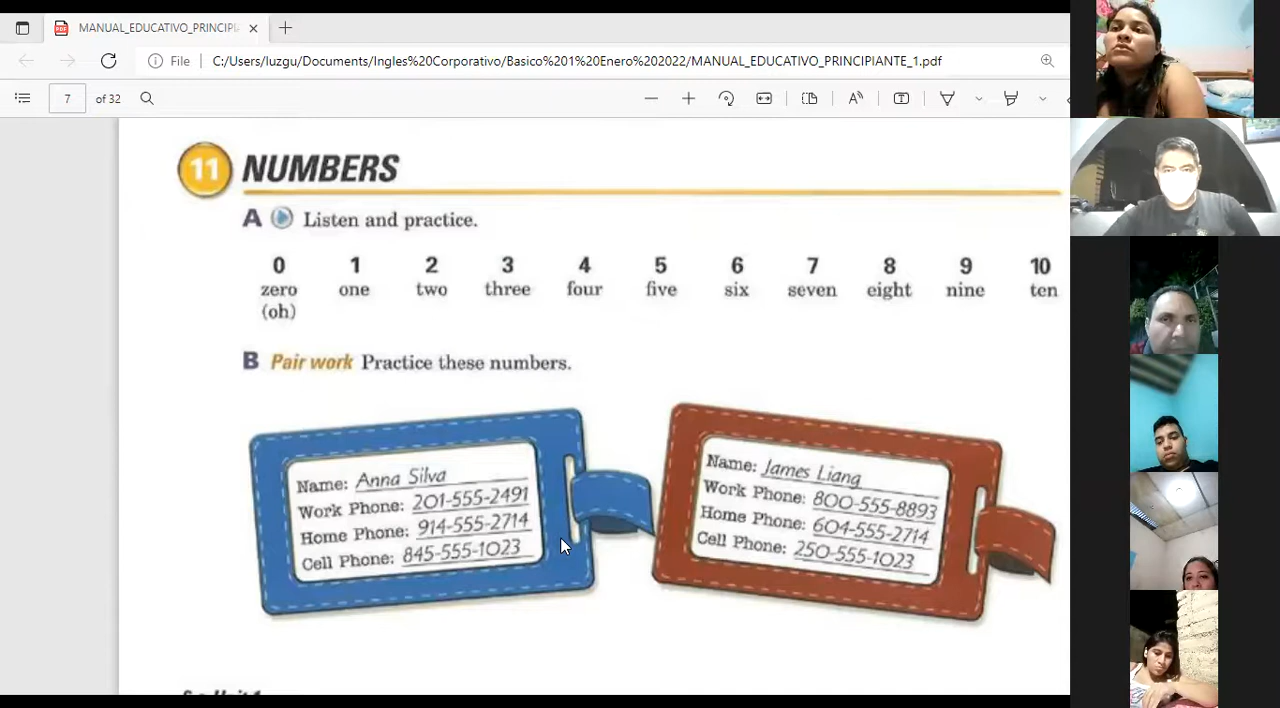 MANUAL_EDUCATIVO_PRINCIPI
File C:/Users/luzgu/Documents/Ingles%20Corporativo/Basico%201%20Enero%202022/MANUAL_EDUCATIVO_PRINCIPIANTE_1.pdf
7 of 32
11 NUMBERS
A Listen and practice.
0 1 2 3 4 5 6 7 8 9 10
zero one two three four five six seven eight nine ten
(oh)
B Pair work Practice these numbers.
Name: Anna Silva
Work Phone: 201-555-2491
Home Phone: 914-555-2714
Cell Phone: 845-555-1023
Name: James Liang
Work Phone: 800-555-8893
Home Phone: 604-555-2714
Cell Phone: 250-555-1023